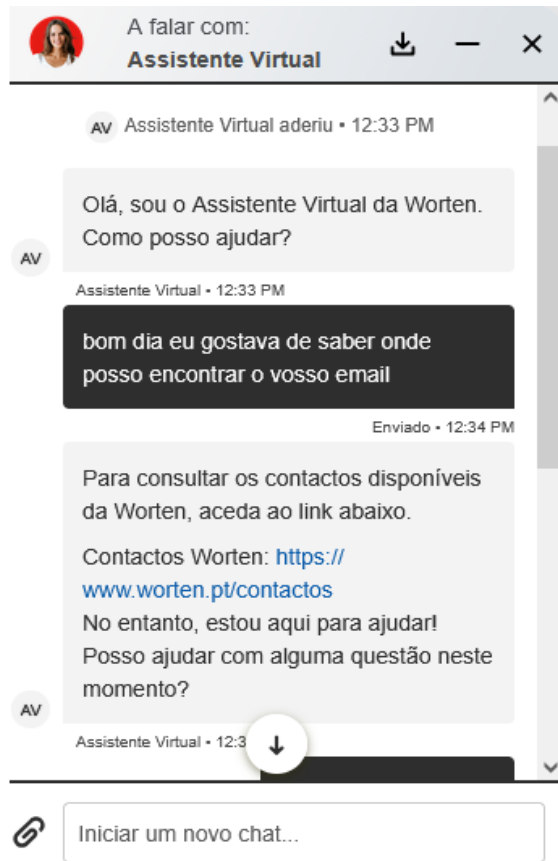 A falar com:
Assistente Virtual
AV Assistente Virtual aderiu • 12:33 PM
Olá, sou o Assistente Virtual da Worten.
Como posso ajudar?
AV
Assistente Virtual • 12:33 PM
bom dia eu gostava de saber onde
posso encontrar o vosso email
Enviado • 12:34 PM
Para consultar os contactos disponíveis
da Worten, aceda ao link abaixo.
Contactos Worten: https://
www.worten.pt/contactos
No entanto, estou aqui para ajudar!
Posso ajudar com alguma questão neste
momento?
AV
Assistente Virtual • 12:3
Iniciar um novo chat...